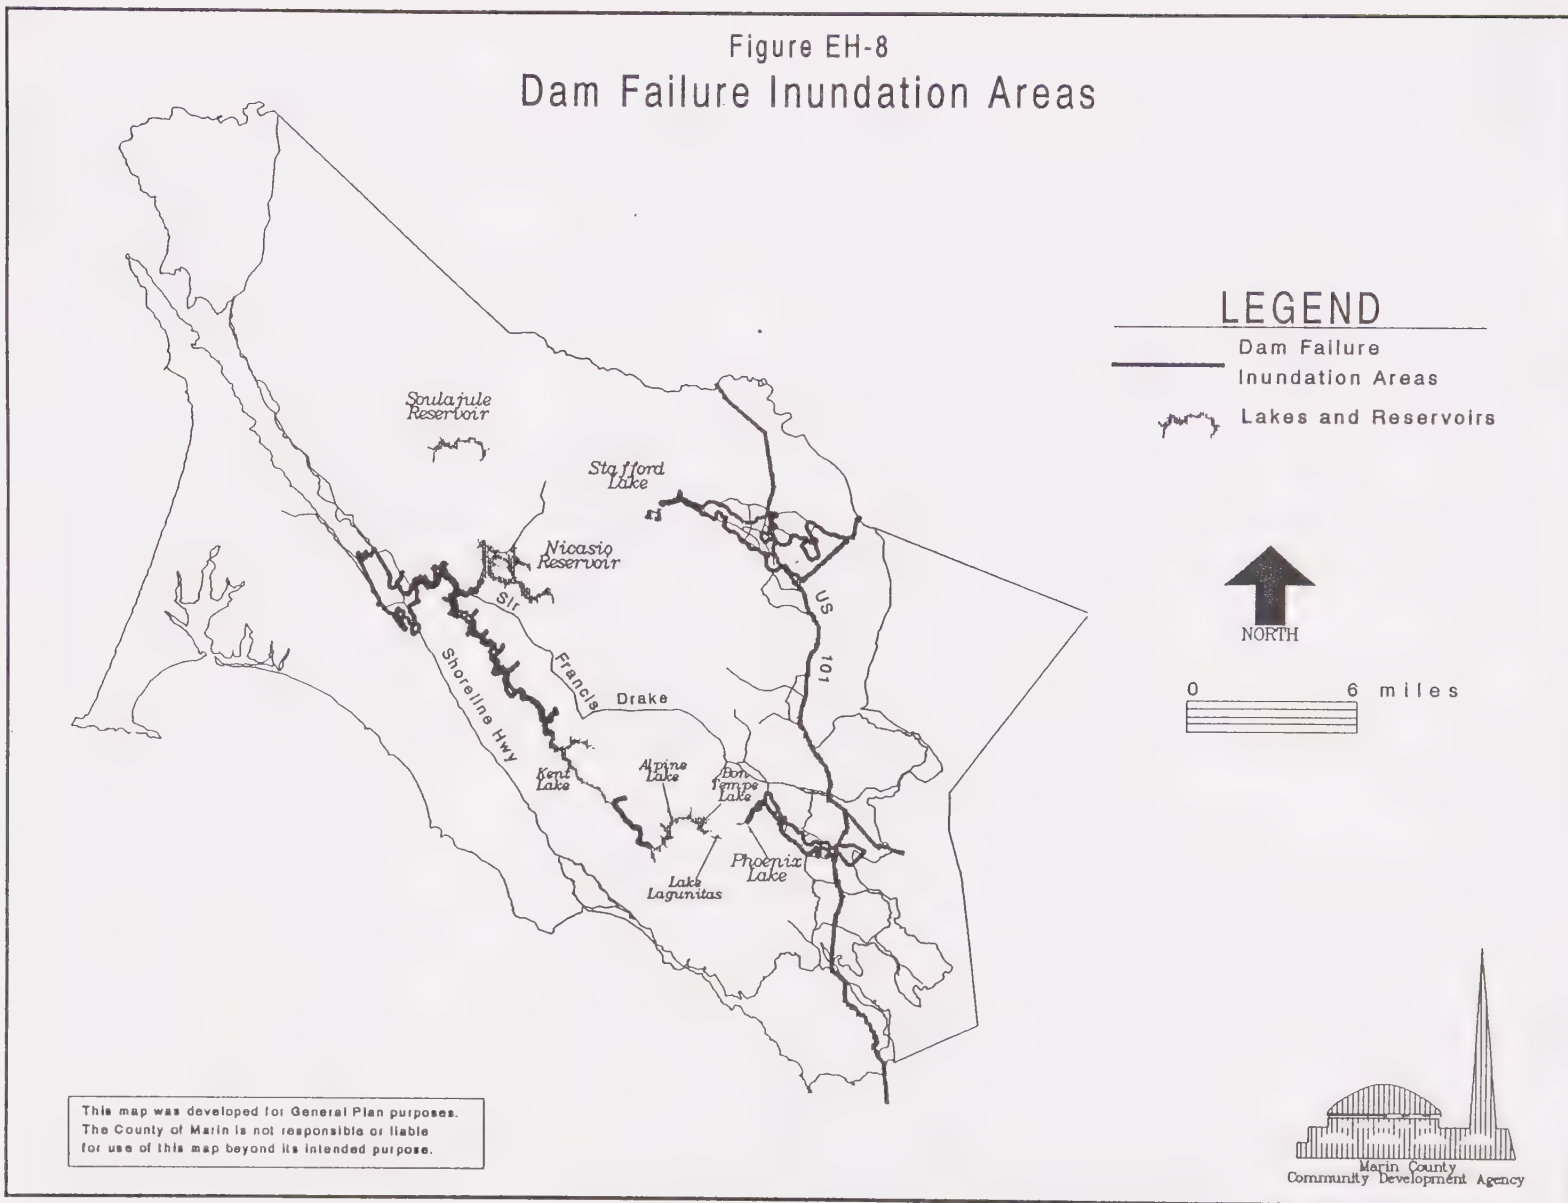 Figure EH-8
Dam Failure Inundation Areas
LEGEND
Dam Failure
Inundation Areas
Lakes and Reservoirs
Soulajule
Reservoir
Stafford
Lake
Nicasio
Reservoir
NORTH
US
101
Sir
Francis
Drake
Shoreline Hwy
0 6 miles
Kent
Lake
Alpine
Lake
Bon
Tempe
Lake
Phoenix
Lake
Lake
Lagunitas
This map was developed for General Plan purposes.
The County of Marin is not responsible or liable
for use of this map beyond its intended purpose.
Marin County
Community Development Agency